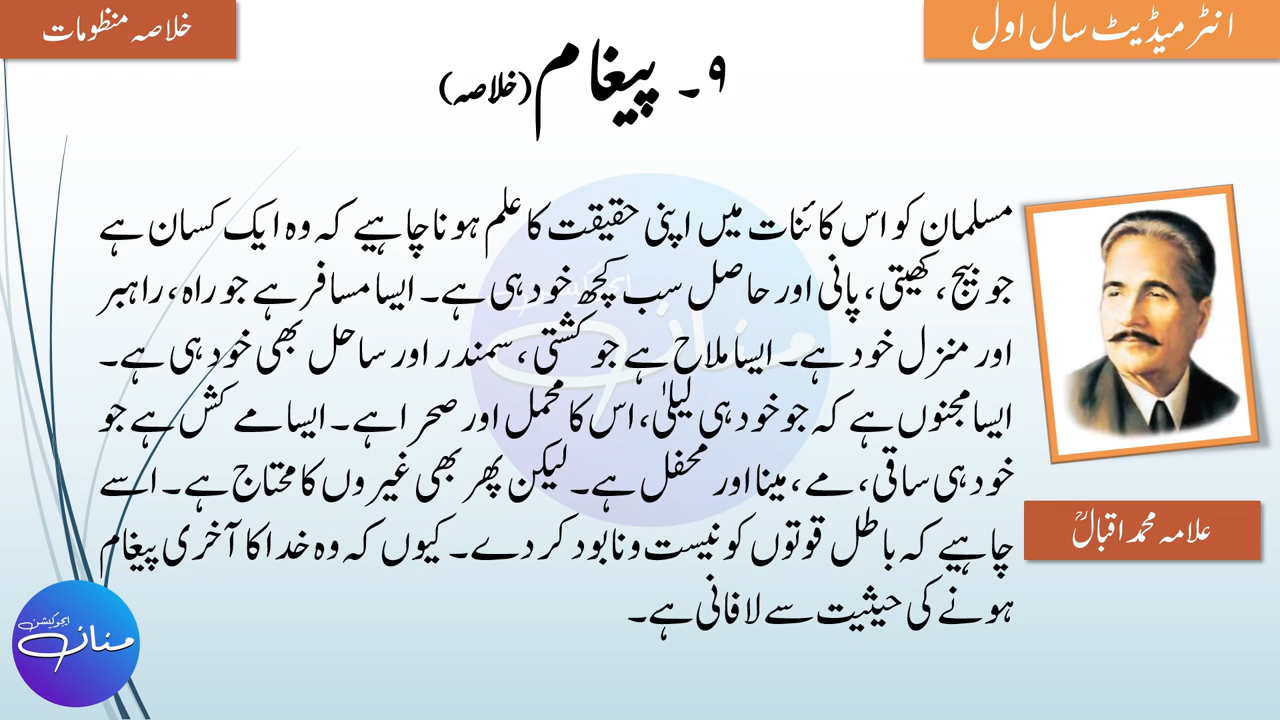 انٹر میڈیٹ سال اول
خلاصہ منظومات
۹۔ پیغام (خلاصہ)
مسلمان کو اس کائنات میں اپنی حقیقت کا علم ہونا چاہیے کہ وہ ایک کسان ہے
جو بیج، کھیتی، پانی اور حاصل سب کچھ خود ہی ہے۔ ایسا مسافر ہے جو راہ، راہبر
اور منزل خود ہے۔ ایسا ملاح ہے جو کشتی، سمندر اور ساحل بھی خود ہی ہے۔
ایسا مجنوں ہے کہ جو خود ہی لیلیٰ، اس کا محمل اور صحرا ہے۔ ایسا مے کش ہے جو
خود ہی ساقی، مے، مینا اور محفل ہے۔ لیکن پھر بھی غیروں کا محتاج ہے۔ اسے
چاہیے کہ باطل قوتوں کو نیست و نابود کر دے۔ کیوں کہ وہ خدا کا آخری پیغام
ہونے کی حیثیت سے لافانی ہے۔
علامہ محمد اقبالؒ
ایجوکیشن
منان
ایجوکیشن
منان